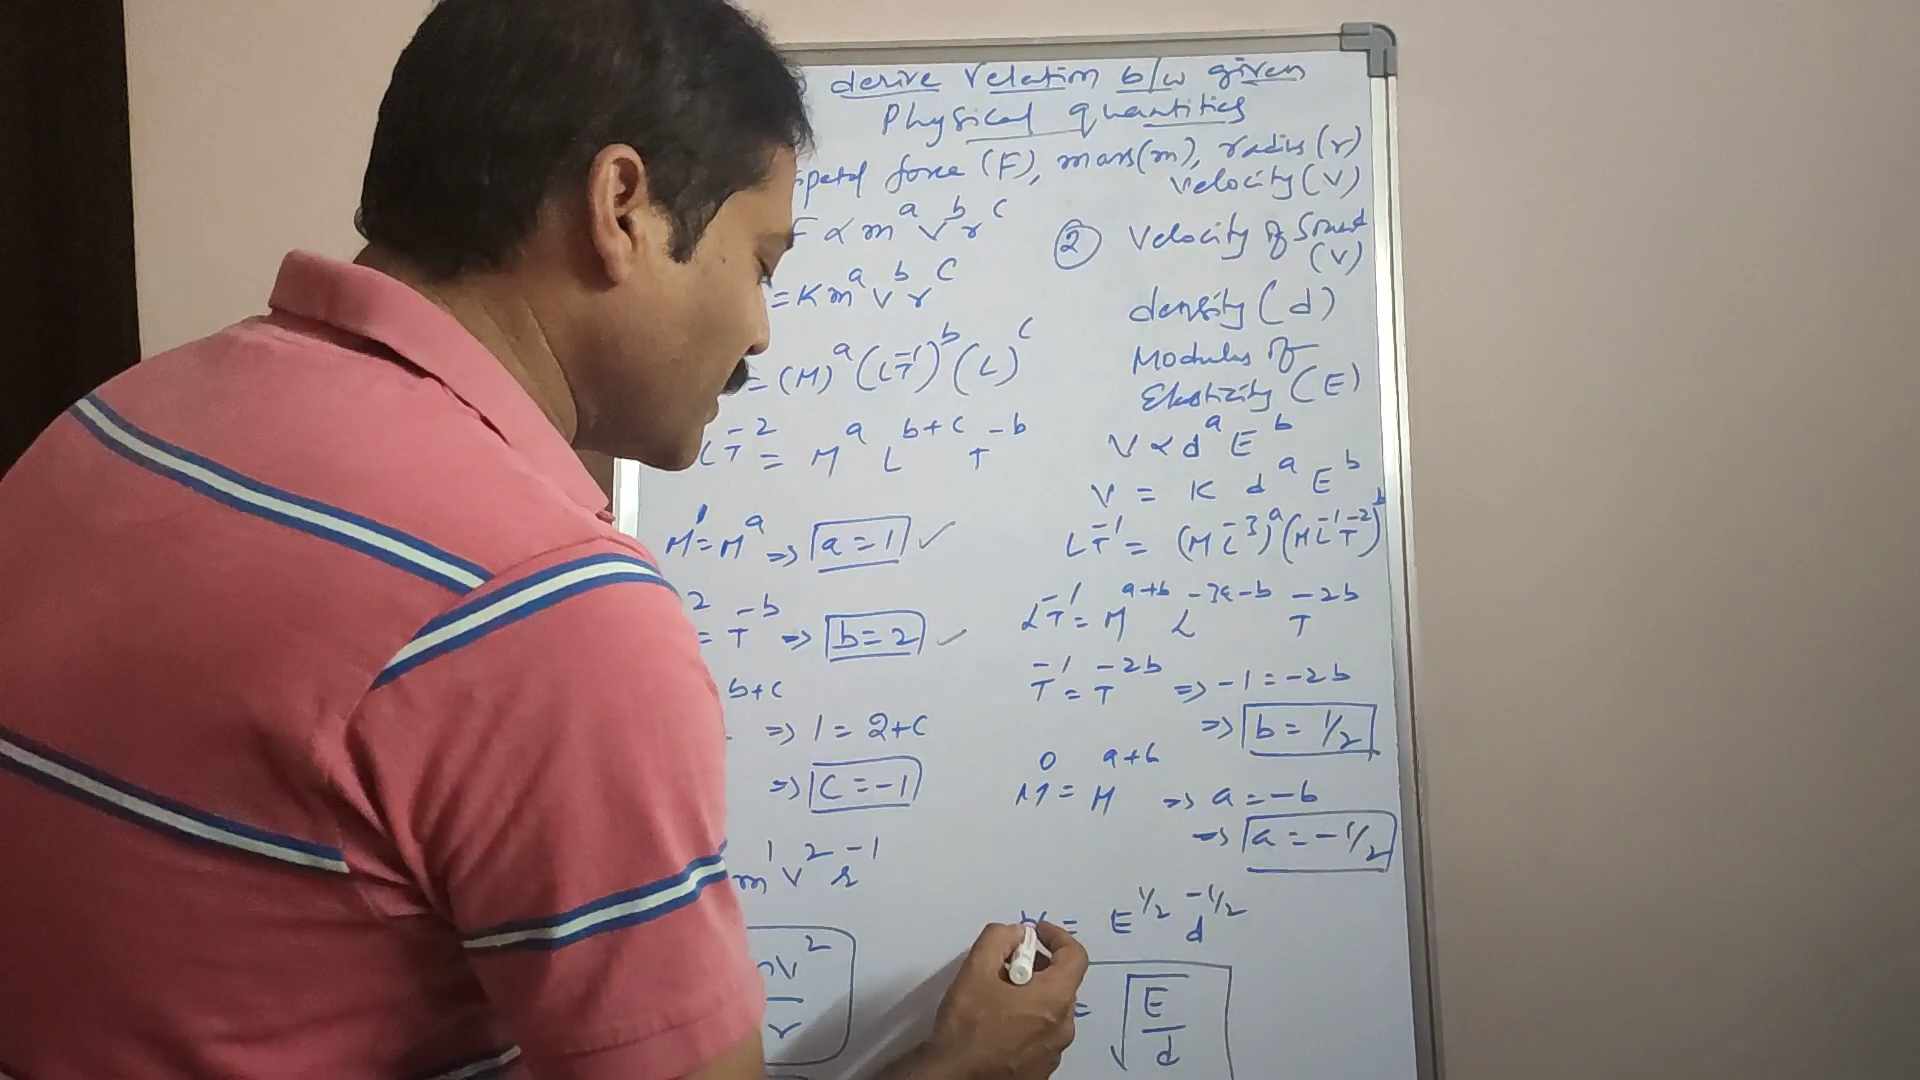 derive relation b/w given
Physical quantities
force (F), mass(m), radius (r)
velocity (V)
F ∝ m^a v^b r^c
= K m^a v^b r^c
= (M)^a (LT^-1)^b (L)^c
LT^-2 = M^a L^b+c T^-b
M^1 = M^a ⇒ a = 1 ✓
= T^-b ⇒ b = 2 ✓
b+c
⇒ 1 = 2+c
⇒ c = -1
m^1 v^2 r^-1
mv^2
r
② Velocity of Sound
(V)
density (d)
Modulus of
Elasticity (E)
V ∝ d^a E^b
V = K d^a E^b
LT^-1 = (ML^-3)^a (ML^-1T^-2)^b
LT^-1 = M^a+b L^-3a-b T^-2b
T^-1 = T^-2b ⇒ -1 = -2b
⇒ b = 1/2
M^0 = M^a+b ⇒ a = -b
⇒ a = -1/2
= E^1/2 d^-1/2
= √E/d